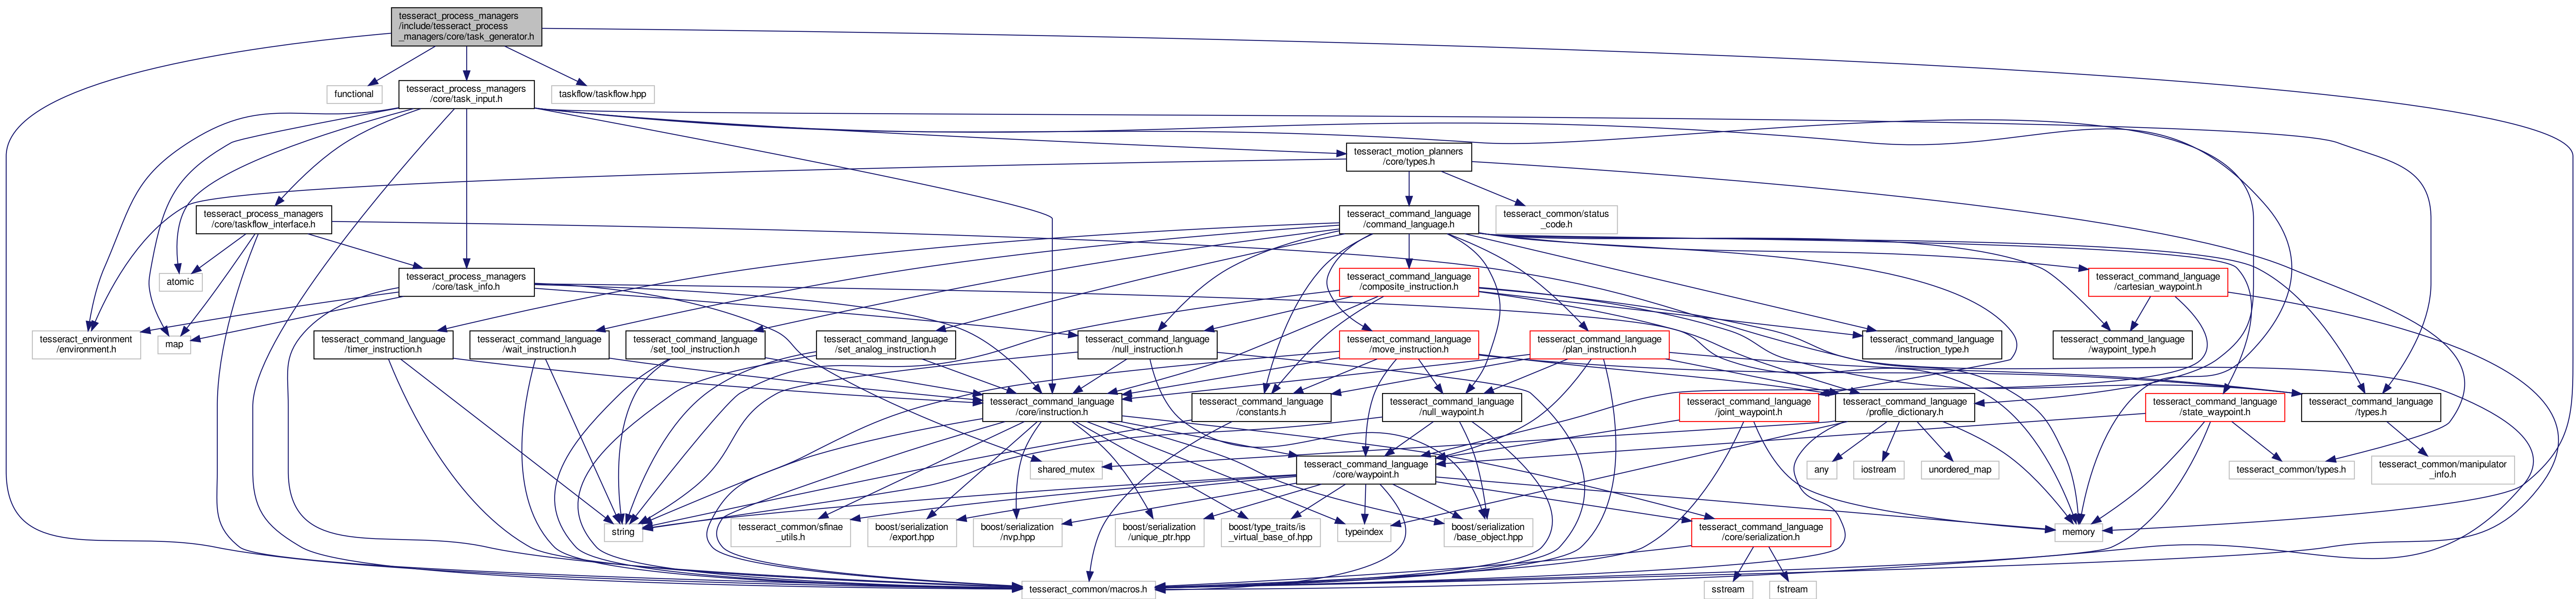 tesseract_process_managers
/include/tesseract_process
_managers/core/task_generator.h
functional
tesseract_process_managers
/core/task_input.h
taskflow/taskflow.hpp
tesseract_motion_planners
/core/types.h
tesseract_process_managers
/core/taskflow_interface.h
tesseract_command_language
/command_language.h
tesseract_common/status
_code.h
atomic
tesseract_process_managers
/core/task_info.h
tesseract_command_language
/composite_instruction.h
tesseract_command_language
/cartesian_waypoint.h
tesseract_environment
/environment.h
map
tesseract_command_language
/timer_instruction.h
tesseract_command_language
/wait_instruction.h
tesseract_command_language
/set_tool_instruction.h
tesseract_command_language
/set_analog_instruction.h
tesseract_command_language
/null_instruction.h
tesseract_command_language
/move_instruction.h
tesseract_command_language
/plan_instruction.h
tesseract_command_language
/instruction_type.h
tesseract_command_language
/waypoint_type.h
tesseract_command_language
/core/instruction.h
tesseract_command_language
/constants.h
tesseract_command_language
/null_waypoint.h
tesseract_command_language
/joint_waypoint.h
tesseract_command_language
/profile_dictionary.h
tesseract_command_language
/state_waypoint.h
tesseract_command_language
/types.h
shared_mutex
tesseract_command_language
/core/waypoint.h
any
iostream
unordered_map
tesseract_common/types.h
tesseract_common/manipulator
_info.h
string
tesseract_common/sfinae
_utils.h
boost/serialization
/export.hpp
boost/serialization
/nvp.hpp
boost/serialization
/unique_ptr.hpp
boost/type_traits/is
_virtual_base_of.hpp
typeindex
boost/serialization
/base_object.hpp
tesseract_command_language
/core/serialization.h
memory
tesseract_common/macros.h
sstream
fstream